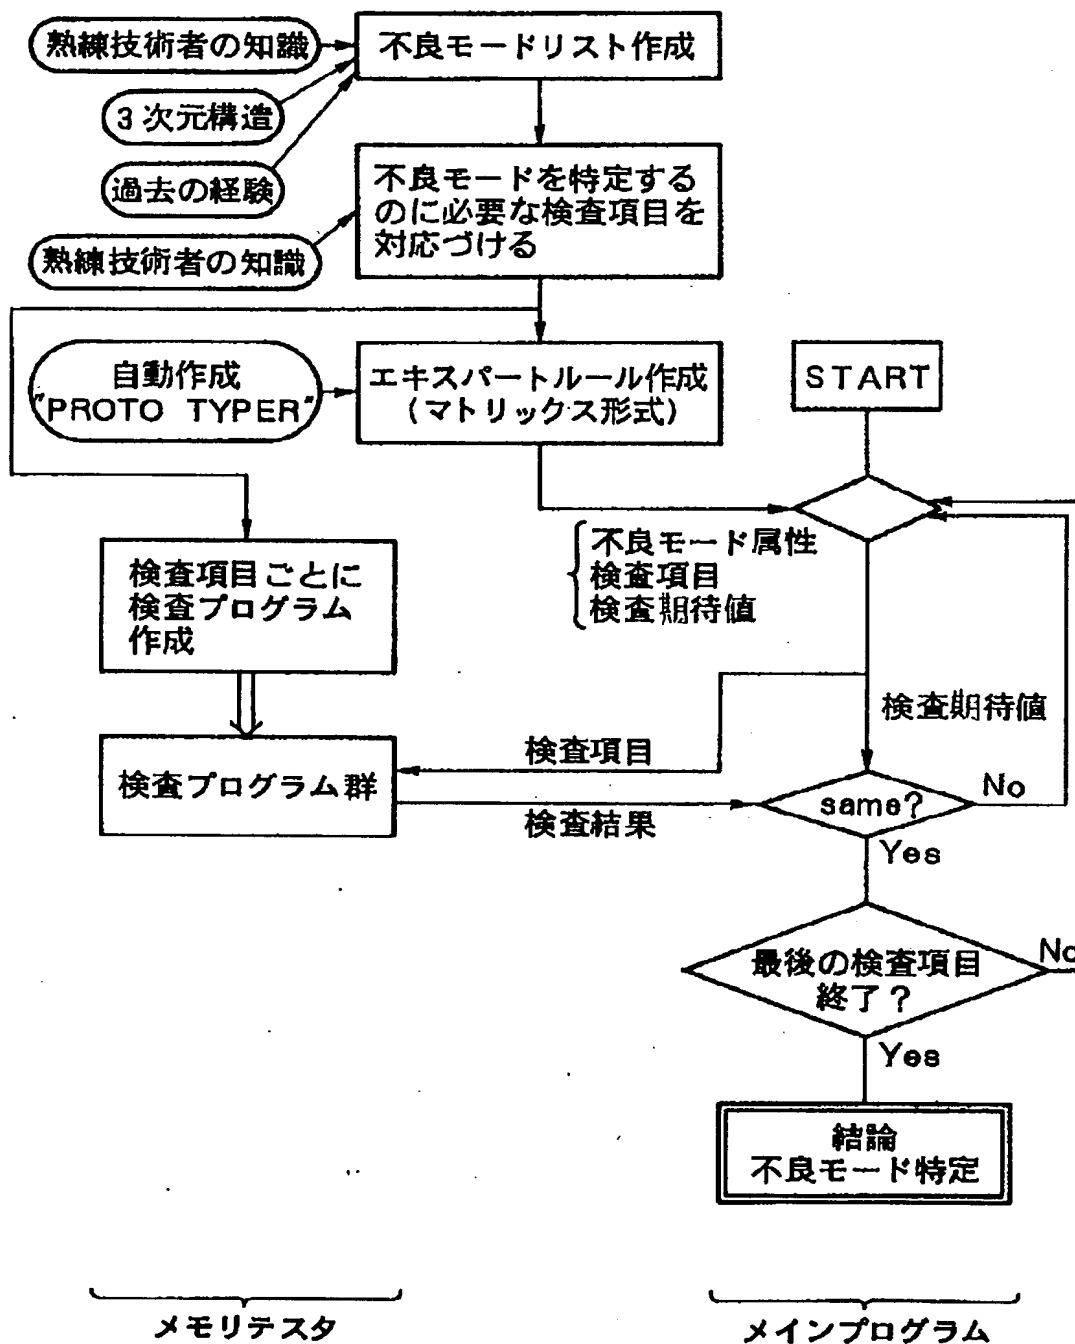 熟練技術者の知識
不良モードリスト作成
3次元構造
過去の経験
不良モードを特定する
のに必要な検査項目を
対応づける
熟練技術者の知識
自動作成
"PROTO TYPER"
エキスパートルール作成
(マトリックス形式)
START
不良モード属性
検査項目
検査期待値
検査項目ごとに
検査プログラム
作成
検査期待値
検査項目
検査プログラム群
same?
No
検査結果
Yes
最後の検査項目
終了?
No
Yes
結論
不良モード特定
メモリテスタ
メインプログラム